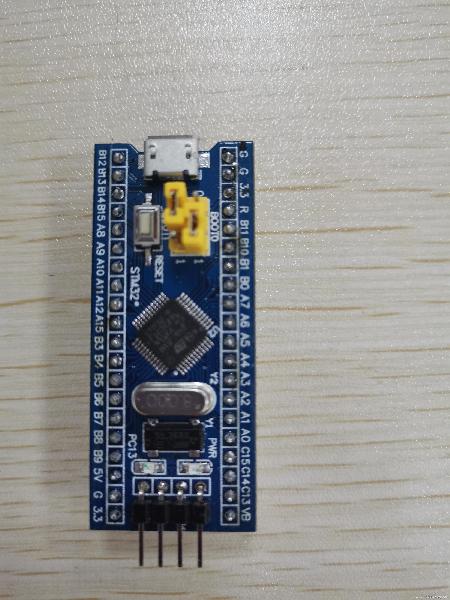 B12
B13
B14
B15
A8
A9
A10
A11
A12
A15
B3
B4
B5
B6
B7
B8
B9
5V
G
3.3
G
G
3.3
R
B11
B10
B1
B0
A7
A6
A5
A4
A3
A2
A1
A0
C15
C14
C13
VB
BOOT0
RESET
STM32
Y2
Y1
PC13
PWR
1
1